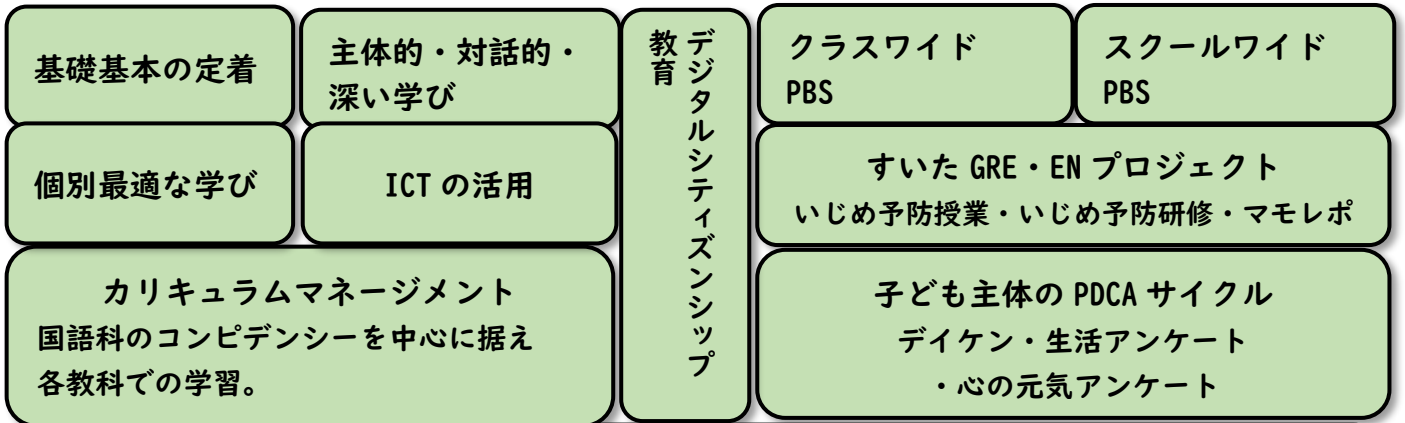 基礎基本の定着
主体的・対話的・
深い学び
個別最適な学び
ICT の活用
カリキュラムマネージメント
国語科のコンピデンシーを中心に据え
各教科での学習。
デジタルシティズンシップ
教育
クラスワイド
PBS
スクールワイド
PBS
すいた GRE・EN プロジェクト
いじめ予防授業・いじめ予防研修・マモレポ
子ども主体の PDCA サイクル
デイケン・生活アンケート
・心の元気アンケート